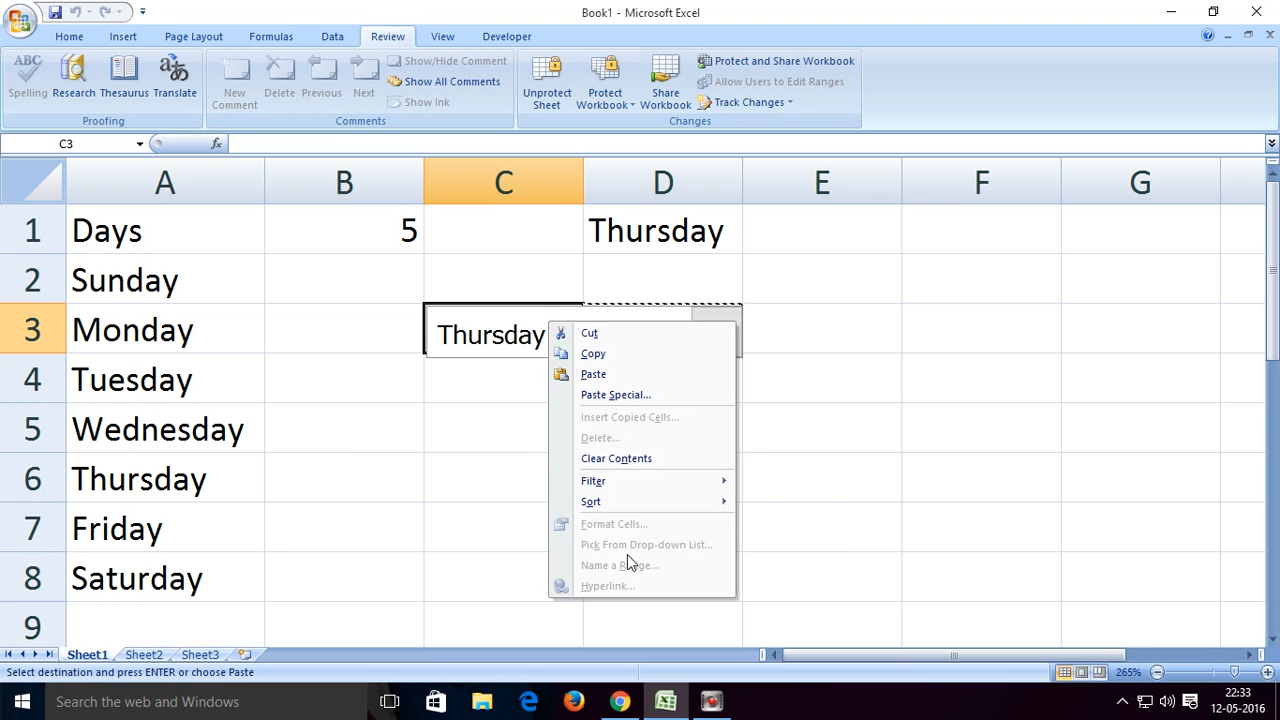 Book1 - Microsoft Excel
Home Insert Page Layout Formulas Data Review View Developer
ABC
Spelling Research Thesaurus Translate
Proofing
New Comment Delete Previous Next
Show/Hide Comment
Show All Comments
Show Ink
Comments
Unprotect Sheet Protect Workbook Share Workbook
Protect and Share Workbook
Allow Users to Edit Ranges
Track Changes
Changes
C3 fx
A B C D E F G
1 Days 5 Thursday
2 Sunday
3 Monday Thursday
4 Tuesday
5 Wednesday
6 Thursday
7 Friday
8 Saturday
9
Cut
Copy
Paste
Paste Special...
Insert Copied Cells...
Delete...
Clear Contents
Filter
Sort
Format Cells...
Pick From Drop-down List...
Name a Range...
Hyperlink...
Sheet1 Sheet2 Sheet3
Select destination and press ENTER or choose Paste 265%
Search the web and Windows
22:33
12-05-2016